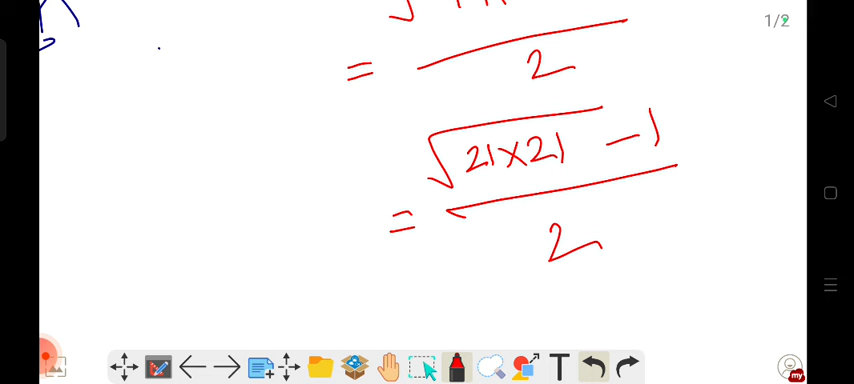 1/2
= 2
= √21×21 - 1
2